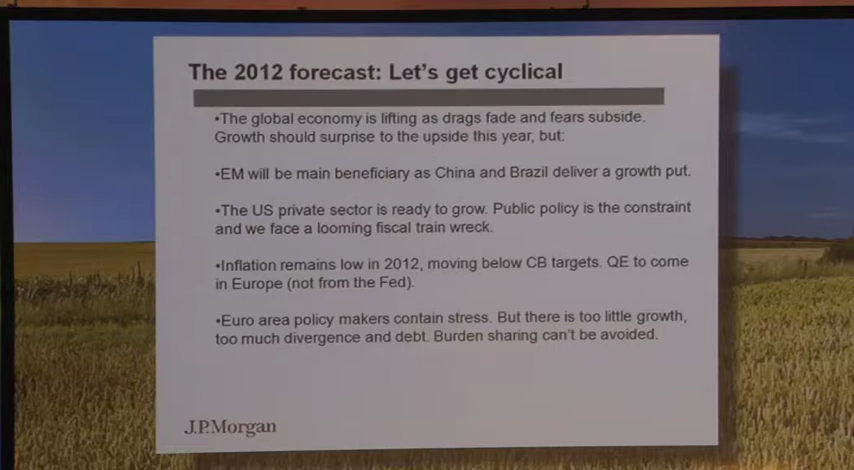 The 2012 forecast: Let's get cyclical
•The global economy is lifting as drags fade and fears subside.
Growth should surprise to the upside this year, but:
•EM will be main beneficiary as China and Brazil deliver a growth put.
•The US private sector is ready to grow. Public policy is the constraint
and we face a looming fiscal train wreck.
•Inflation remains low in 2012, moving below CB targets. QE to come
in Europe (not from the Fed).
•Euro area policy makers contain stress. But there is too little growth,
too much divergence and debt. Burden sharing can't be avoided.
J.P.Morgan